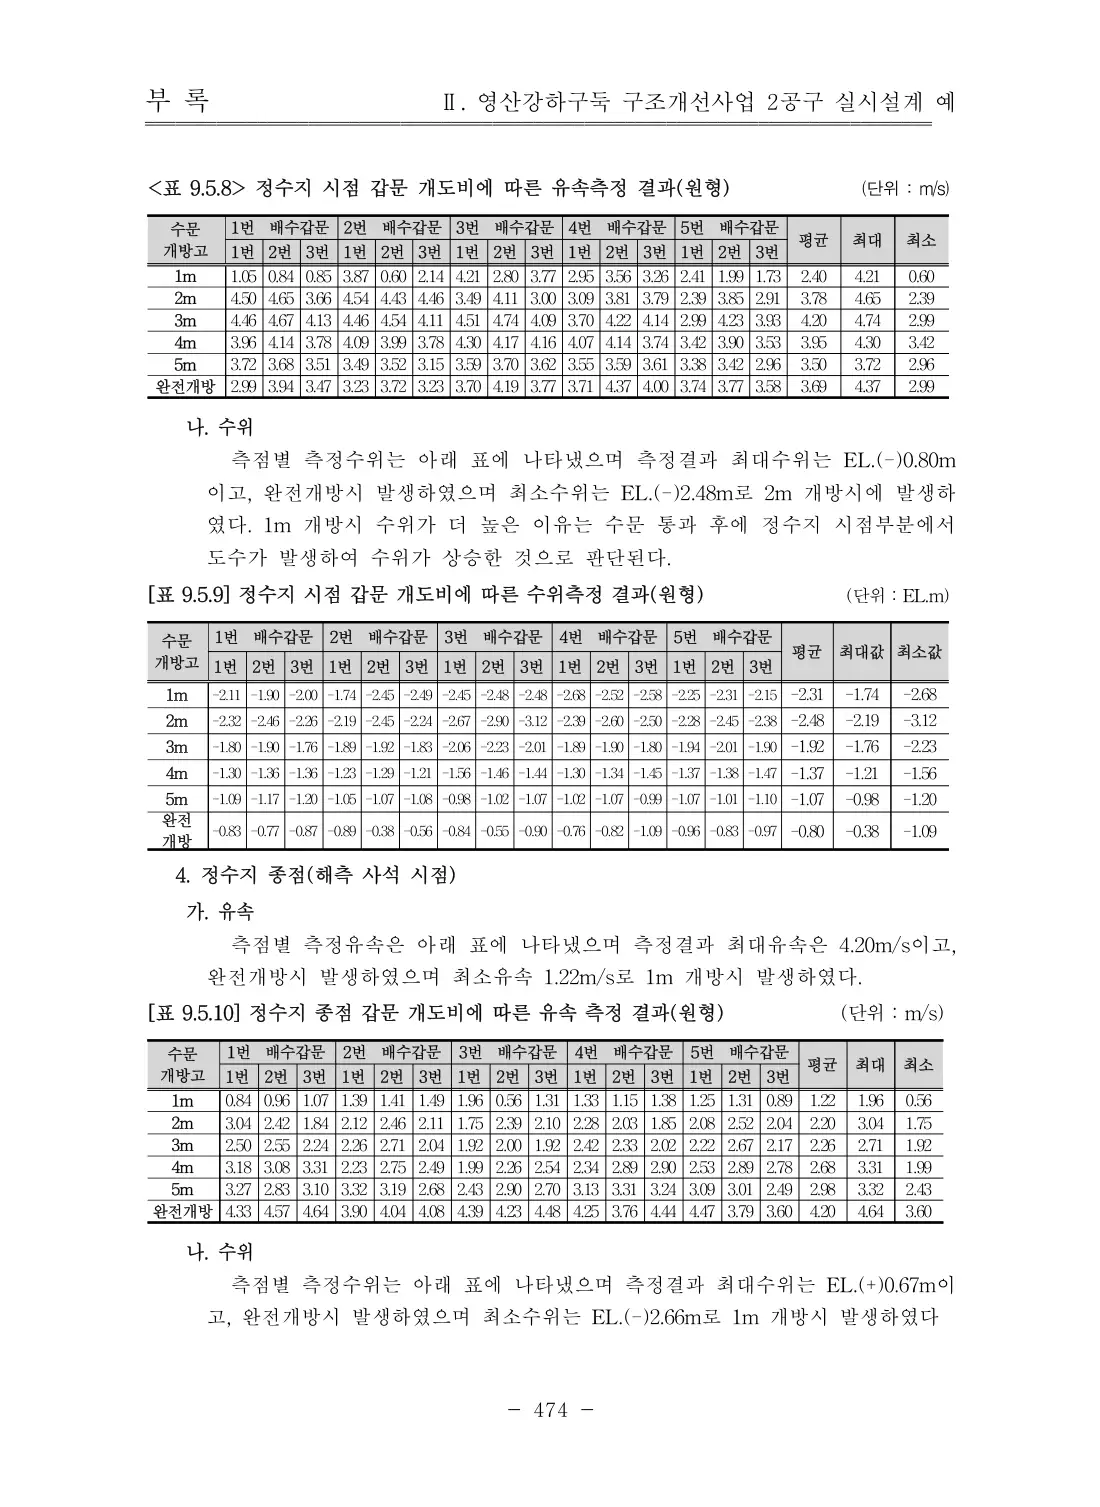 부 록
Ⅱ. 영산강하구둑 구조개선사업 2공구 실시설계 예
<표 9.5.8> 정수지 시점 갑문 개도비에 따른 유속측정 결과(원형) (단위 : m/s)
수문 개방고 1번 배수갑문 2번 배수갑문 3번 배수갑문 4번 배수갑문 5번 배수갑문 평균 최대 최소
1번 2번 3번 1번 2번 3번 1번 2번 3번 1번 2번 3번 1번 2번 3번
1m 1.05 0.84 0.85 3.87 0.60 2.14 4.21 2.80 3.77 2.95 3.56 3.26 2.41 1.99 1.73 2.40 4.21 0.60
2m 4.50 4.65 3.66 4.54 4.43 4.46 3.49 4.11 3.00 3.09 3.81 3.79 2.39 3.85 2.91 3.78 4.65 2.39
3m 4.46 4.67 4.13 4.46 4.54 4.11 4.51 4.74 4.09 3.70 4.22 4.14 2.99 4.23 3.93 4.20 4.74 2.99
4m 3.96 4.14 3.78 4.09 3.99 3.78 4.30 4.17 4.16 4.07 4.14 3.74 3.42 3.90 3.53 3.95 4.30 3.42
5m 3.72 3.68 3.51 3.49 3.52 3.15 3.59 3.70 3.62 3.55 3.59 3.61 3.38 3.42 2.96 3.50 3.72 2.96
완전개방 2.99 3.94 3.47 3.23 3.72 3.23 3.70 4.19 3.77 3.71 4.37 4.00 3.74 3.77 3.58 3.69 4.37 2.99
나. 수위
측점별 측정수위는 아래 표에 나타냈으며 측정결과 최대수위는 EL.(-)0.80m
이고, 완전개방시 발생하였으며 최소수위는 EL.(-)2.48m로 2m 개방시에 발생하
였다. 1m 개방시 수위가 더 높은 이유는 수문 통과 후에 정수지 시점부분에서
도수가 발생하여 수위가 상승한 것으로 판단된다.
[표 9.5.9] 정수지 시점 갑문 개도비에 따른 수위측정 결과(원형) (단위 : EL.m)
수문 개방고 1번 배수갑문 2번 배수갑문 3번 배수갑문 4번 배수갑문 5번 배수갑문 평균 최대값 최소값
1번 2번 3번 1번 2번 3번 1번 2번 3번 1번 2번 3번 1번 2번 3번
1m -2.11 -1.90 -2.00 -1.74 -2.45 -2.49 -2.45 -2.48 -2.48 -2.68 -2.52 -2.58 -2.25 -2.31 -2.15 -2.31 -1.74 -2.68
2m -2.32 -2.46 -2.26 -2.19 -2.45 -2.24 -2.67 -2.90 -3.12 -2.39 -2.60 -2.50 -2.28 -2.45 -2.38 -2.48 -2.19 -3.12
3m -1.80 -1.90 -1.76 -1.89 -1.92 -1.83 -2.06 -2.23 -2.01 -1.89 -1.90 -1.80 -1.94 -2.01 -1.90 -1.92 -1.76 -2.23
4m -1.30 -1.36 -1.36 -1.23 -1.29 -1.21 -1.56 -1.46 -1.44 -1.30 -1.34 -1.45 -1.37 -1.38 -1.47 -1.37 -1.21 -1.56
5m -1.09 -1.17 -1.20 -1.05 -1.07 -1.08 -0.98 -1.02 -1.07 -1.02 -1.07 -0.99 -1.07 -1.01 -1.10 -1.07 -0.98 -1.20
완전 개방 -0.83 -0.77 -0.87 -0.89 -0.38 -0.56 -0.84 -0.55 -0.90 -0.76 -0.82 -1.09 -0.96 -0.83 -0.97 -0.80 -0.38 -1.09
4. 정수지 종점(해측 사석 시점)
가. 유속
측점별 측정유속은 아래 표에 나타냈으며 측정결과 최대유속은 4.20m/s이고,
완전개방시 발생하였으며 최소유속 1.22m/s로 1m 개방시 발생하였다.
[표 9.5.10] 정수지 종점 갑문 개도비에 따른 유속 측정 결과(원형) (단위 : m/s)
수문 개방고 1번 배수갑문 2번 배수갑문 3번 배수갑문 4번 배수갑문 5번 배수갑문 평균 최대 최소
1번 2번 3번 1번 2번 3번 1번 2번 3번 1번 2번 3번 1번 2번 3번
1m 0.84 0.96 1.07 1.39 1.41 1.49 1.96 0.56 1.31 1.33 1.15 1.38 1.25 1.31 0.89 1.22 1.96 0.56
2m 3.04 2.42 1.84 2.12 2.46 2.11 1.75 2.39 2.10 2.28 2.03 1.85 2.08 2.52 2.04 2.20 3.04 1.75
3m 2.50 2.55 2.24 2.26 2.71 2.04 1.92 2.00 1.92 2.42 2.33 2.02 2.22 2.67 2.17 2.26 2.71 1.92
4m 3.18 3.08 3.31 2.23 2.75 2.49 1.99 2.26 2.54 2.34 2.89 2.90 2.53 2.89 2.78 2.68 3.31 1.99
5m 3.27 2.83 3.10 3.32 3.19 2.68 2.43 2.90 2.70 3.13 3.31 3.24 3.09 3.01 2.49 2.98 3.32 2.43
완전개방 4.33 4.57 4.64 3.90 4.04 4.08 4.39 4.23 4.48 4.25 3.76 4.44 4.47 3.79 3.60 4.20 4.64 3.60
나. 수위
측점별 측정수위는 아래 표에 나타냈으며 측정결과 최대수위는 EL.(+)0.67m이
고, 완전개방시 발생하였으며 최소수위는 EL.(-)2.66m로 1m 개방시 발생하였다
- 474 -